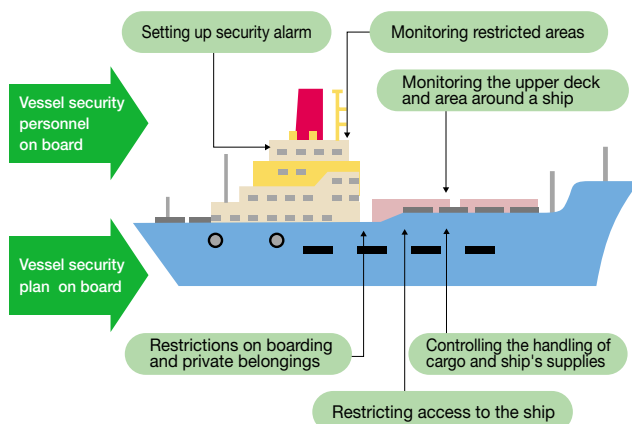 Setting up security alarm
Monitoring restricted areas
Monitoring the upper deck
and area around a ship
Vessel security
personnel
on board
Vessel security
plan on board
Restrictions on boarding
and private belongings
Controlling the handling of
cargo and ship's supplies
Restricting access to the ship